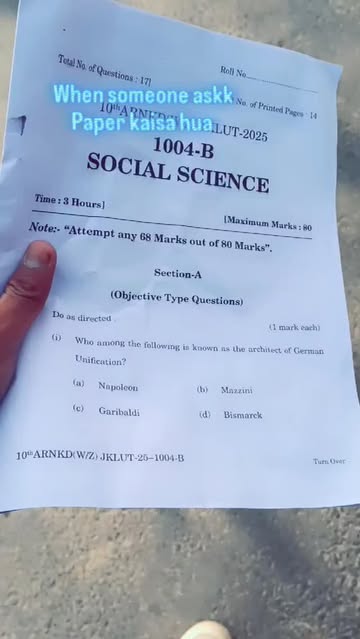 Total No. of Questions : 17]
Roll No.
When someone askk
No. of Printed Pages : 14
Paper kaisa hua
LUT-2025
1004-B
SOCIAL SCIENCE
Time : 3 Hours]
[Maximum Marks : 80
Note:- "Attempt any 68 Marks out of 80 Marks".
Section-A
(Objective Type Questions)
Do as directed
(1 mark each)
(i) Who among the following is known as the architect of German
Unification?
(a) Napoleon (b) Mazzini
(c) Garibaldi (d) Bismarck
10thARNKD(W/Z) JKLUT-25–1004-B
Turn Over